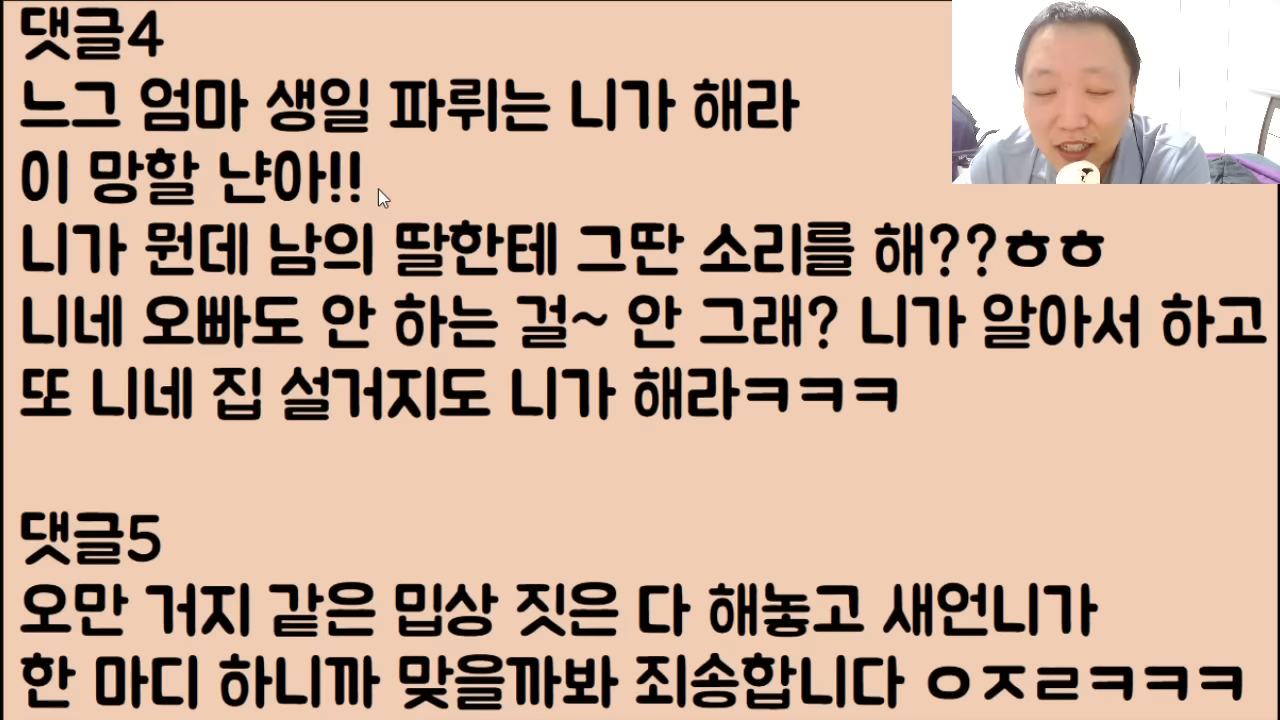 댓글4
느그 엄마 생일 파뤼는 니가 해라
이 망할 냔아!!
니가 뭔데 남의 딸한테 그딴 소리를 해??ㅎㅎ
니네 오빠도 안 하는 걸~ 안 그래? 니가 알아서 하고
또 니네 집 설거지도 니가 해라ㅋㅋㅋ
댓글5
오만 거지 같은 밉상 짓은 다 해놓고 새언니가
한 마디 하니까 맞을까봐 죄송합니다 ㅇㅈㄹㅋㅋㅋ